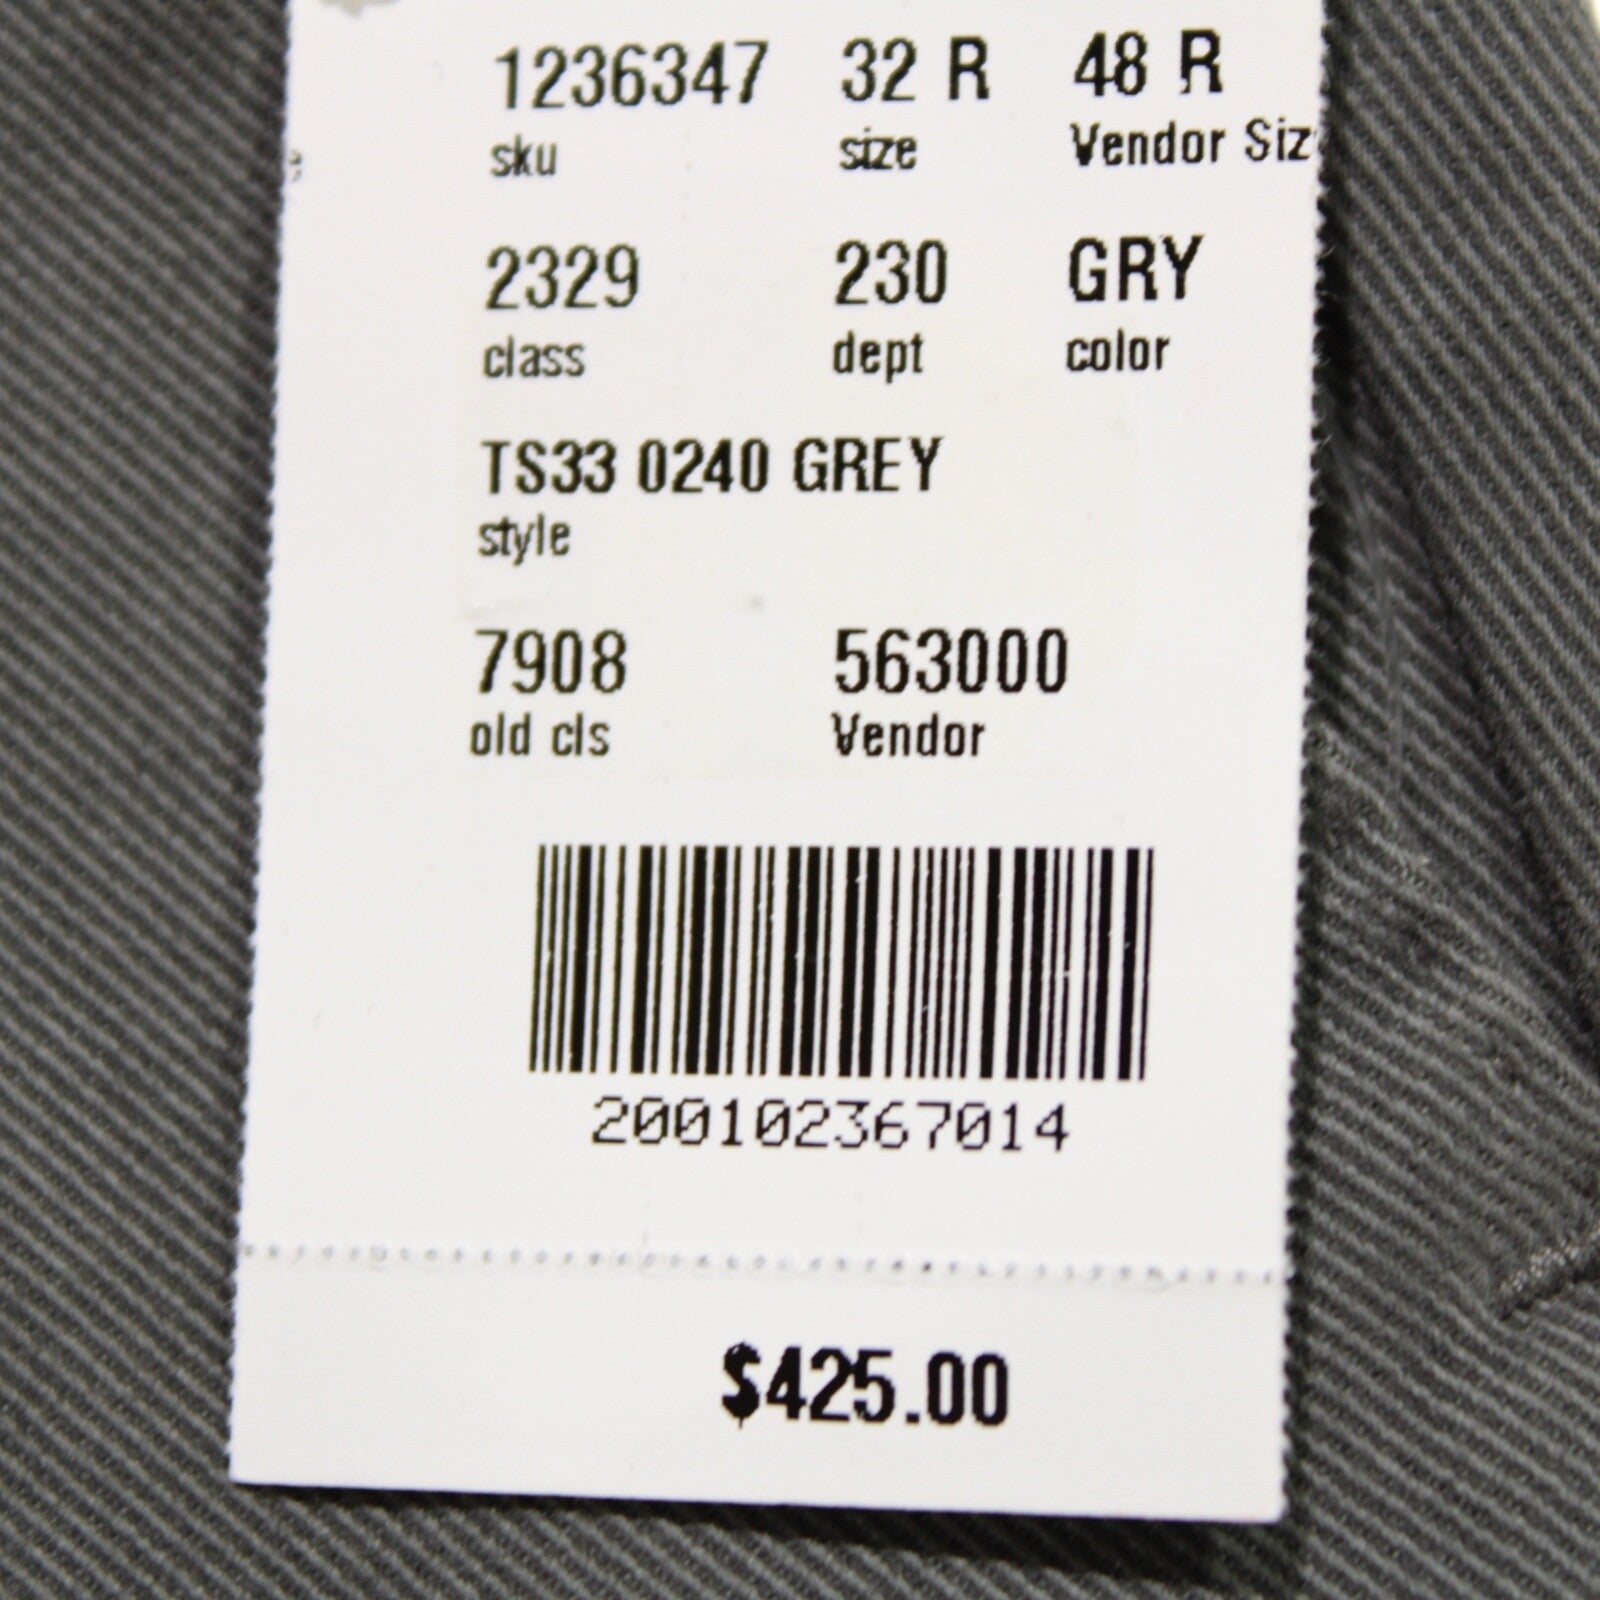 1236347 32 R 48 R
sku size Vendor Siz
2329 230 GRY
class dept color
TS33 0240 GREY
style
7908 563000
old cls Vendor
200102367014
$425.00